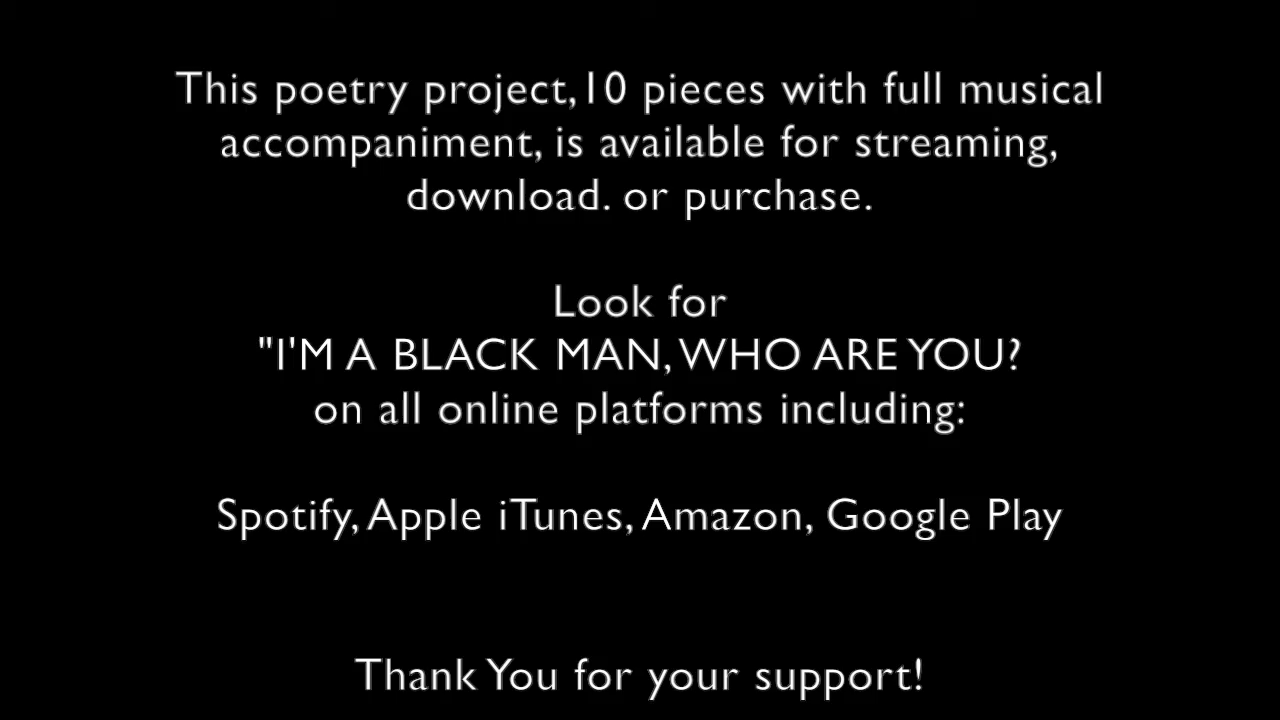 This poetry project,10 pieces with full musical
accompaniment, is available for streaming,
download. or purchase.
Look for
"I'M A BLACK MAN, WHO ARE YOU?
on all online platforms including:
Spotify, Apple iTunes, Amazon, Google Play
Thank You for your support!